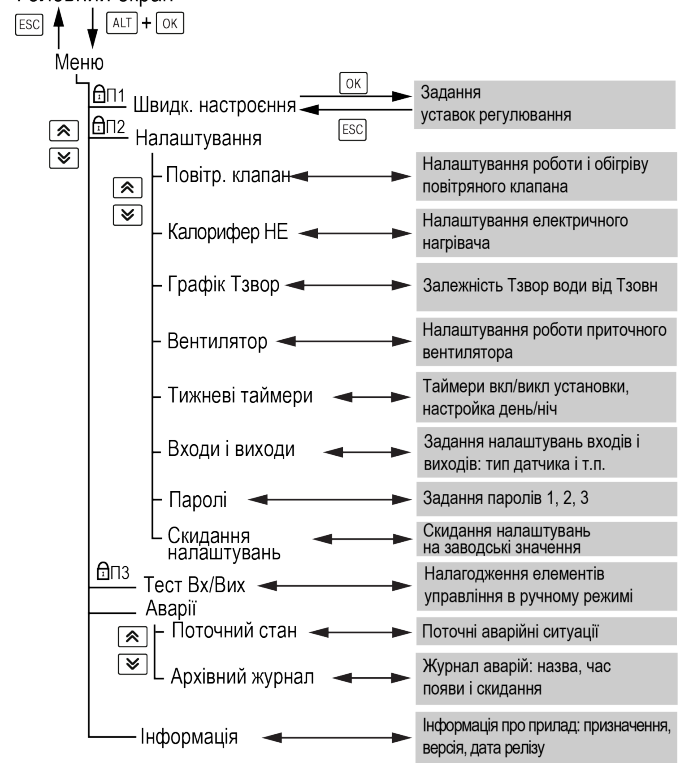 Головний екран
ESC
ALT + OK
Меню
П1
Швидк. настроєння
OK
ESC
Задання
уставок регулювання
П2
Налаштування
Повітр. клапан
Налаштування роботи і обігріву
повітряного клапана
Калорифер НЕ
Налаштування електричного
нагрівача
Графік Тзвор
Залежність Тзвор води від Тзовн
Вентилятор
Налаштування роботи приточного
вентилятора
Тижневі таймери
Таймери вкл/викл установки,
настройка день/ніч
Входи і виходи
Задання налаштувань входів і
виходів: тип датчика і т.п.
Паролі
Задання паролів 1, 2, 3
Скидання
налаштувань
Скидання налаштувань
на заводські значення
П3
Тест Вх/Вих
Налагодження елементів
управління в ручному режимі
Аварії
Поточний стан
Поточні аварійні ситуації
Архівний журнал
Журнал аварій: назва, час
появи і скидання
Інформація
Інформація про прилад: призначення,
версія, дата релізу